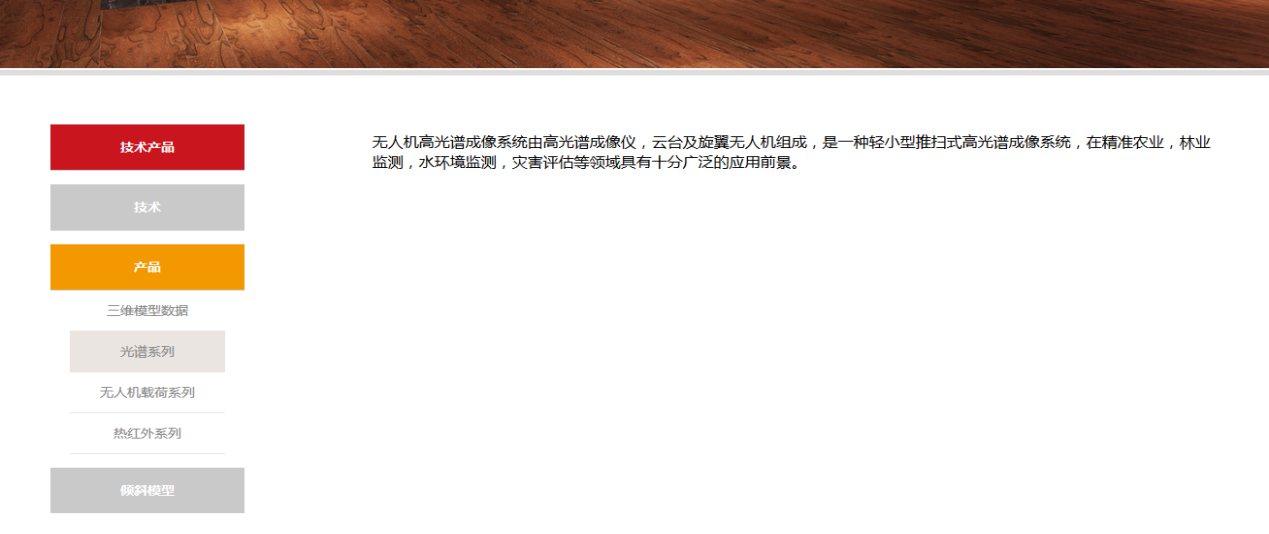 技术产品
技术
产品
三维模型数据
光谱系列
无人机载荷系列
热红外系列
倾斜模型
无人机高光谱成像系统由高光谱成像仪，云台及旋翼无人机组成，是一种轻小型推扫式高光谱成像系统，在精准农业，林业
监测，水环境监测，灾害评估等领域具有十分广泛的应用前景。